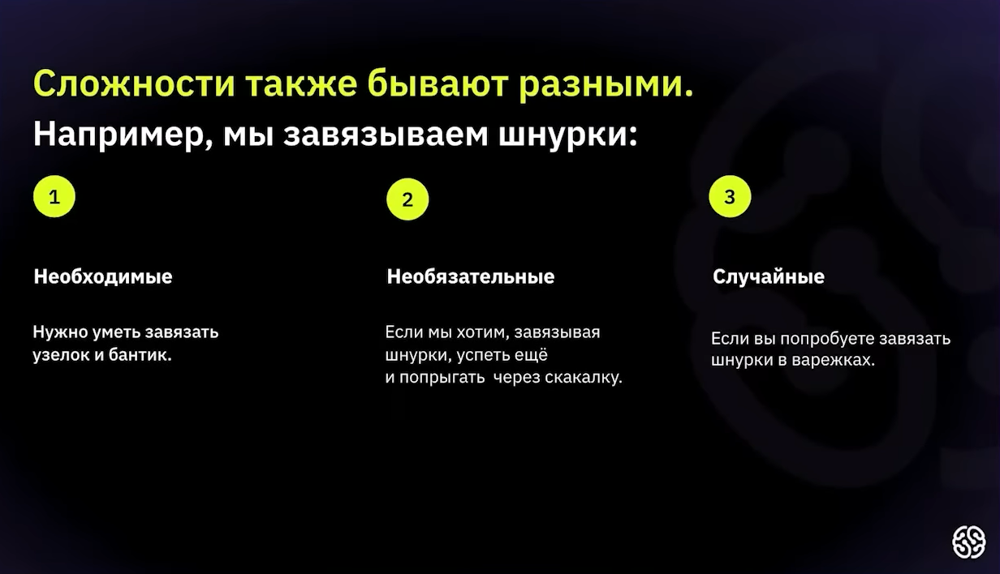 Сложности также бывают разными.
Например, мы завязываем шнурки:
1
2
3
Необходимые
Необязательные
Случайные
Нужно уметь завязать
узелок и бантик.
Если мы хотим, завязывая
шнурки, успеть ещё
и попрыгать через скакалку.
Если вы попробуете завязать
шнурки в варежках.